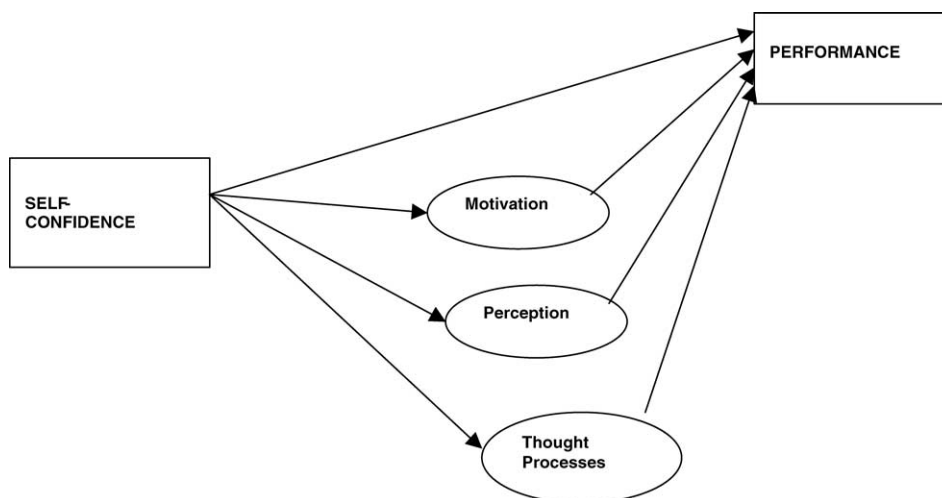 PERFORMANCE
SELF-
CONFIDENCE
Motivation
Perception
Thought
Processes